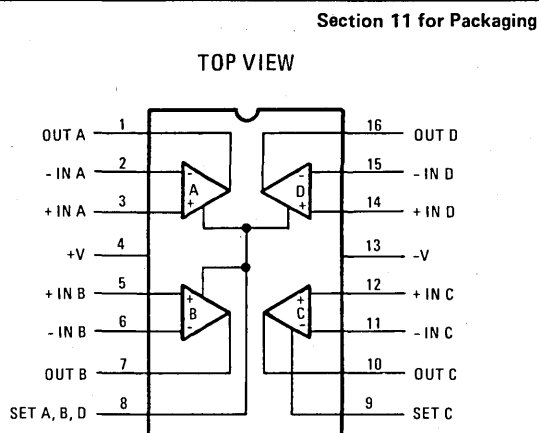 Section 11 for Packaging
TOP VIEW
OUT A 1 16 OUT D
- IN A 2 15 - IN D
- A + - D +
+ IN A 3 14 + IN D
+V 4 13 -V
+ IN B 5 12 + IN C
+ B - + C -
- IN B 6 11 - IN C
OUT B 7 10 OUT C
SET A, B, D 8 9 SET C